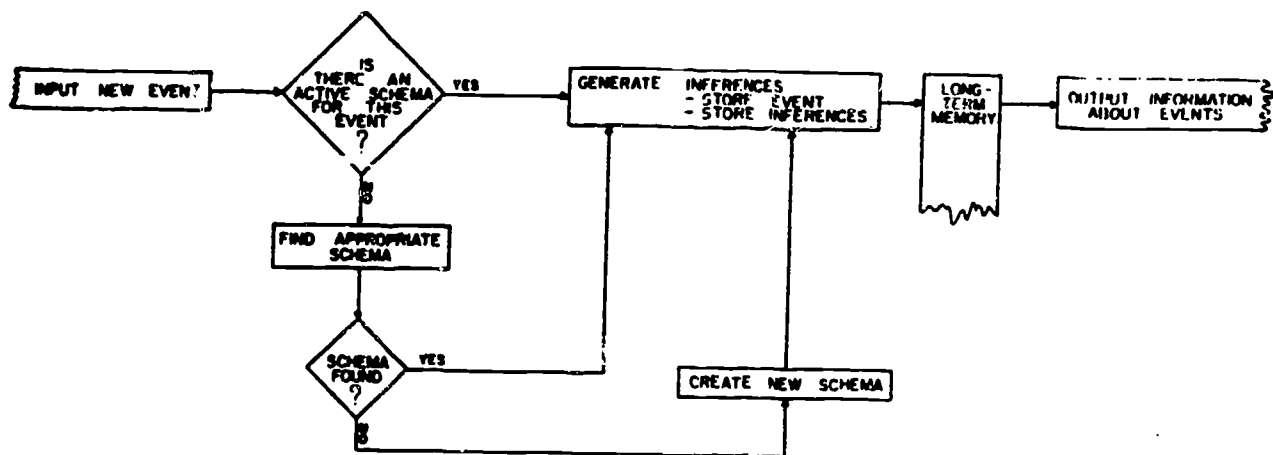 INPUT NEW EVENT
IS
THERE AN
ACTIVE SCHEMA
FOR THIS
EVENT
?
YES
GENERATE INFERENCES
- STORE EVENT
- STORE INFERENCES
LONG-
TERM
MEMORY
OUTPUT INFORMATION
ABOUT EVENTS
NO
FIND APPROPRIATE
SCHEMA
SCHEMA
FOUND
?
YES
NO
CREATE NEW SCHEMA